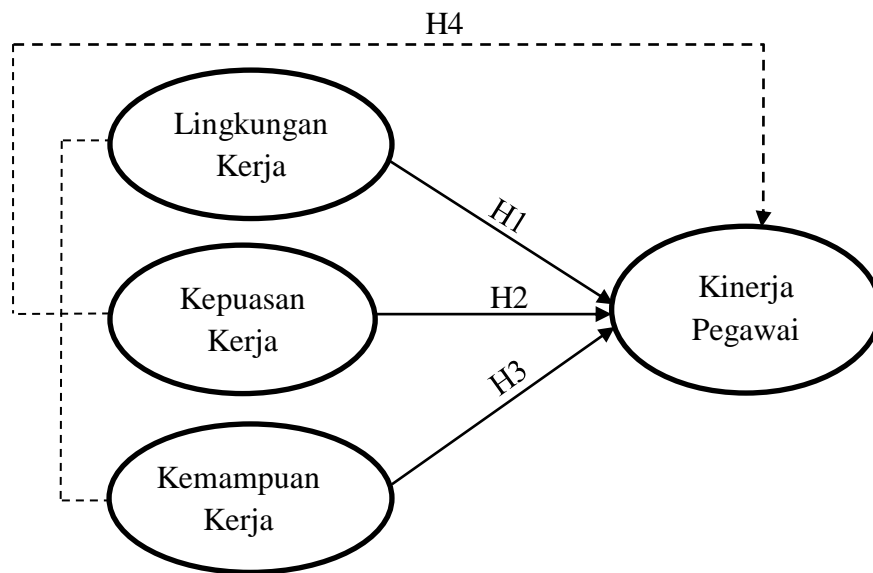 H4
Lingkungan
Kerja
H1
Kepuasan
Kerja
H2
Kinerja
Pegawai
H3
Kemampuan
Kerja